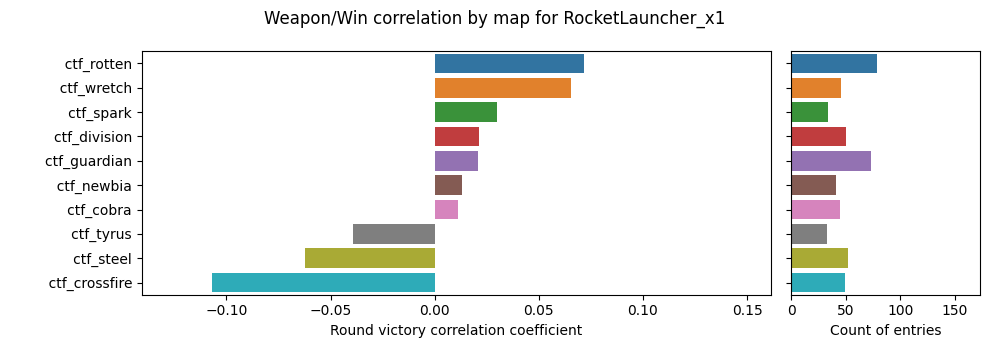 Weapon/Win correlation by map for RocketLauncher_x1
ctf_rotten
ctf_wretch
ctf_spark
ctf_division
ctf_guardian
ctf_newbia
ctf_cobra
ctf_tyrus
ctf_steel
ctf_crossfire
−0.10 −0.05 0.00 0.05 0.10 0.15
Round victory correlation coefficient
0 50 100 150
Count of entries